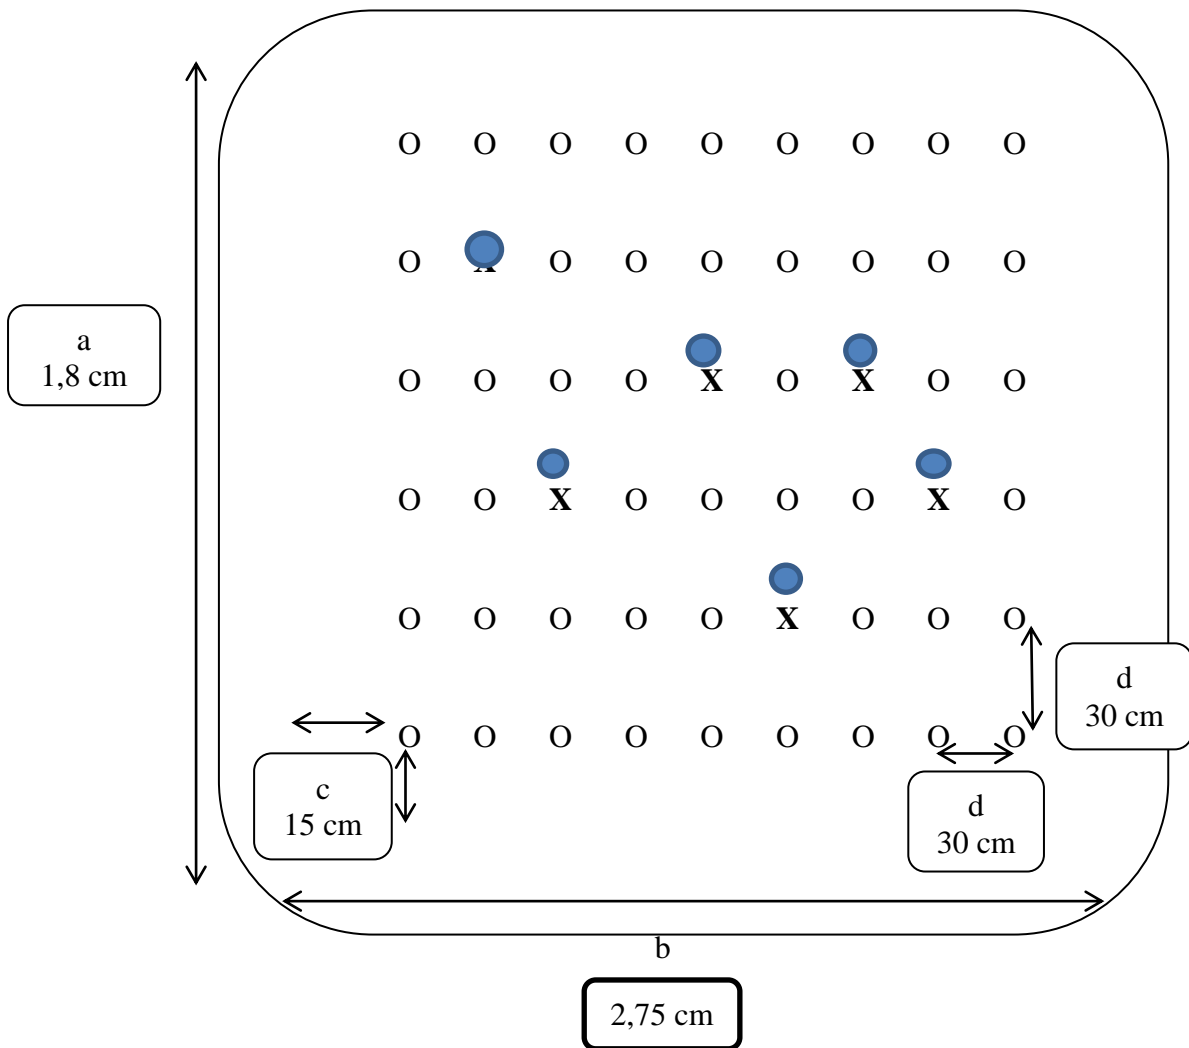 O O O O O O O O O
O X O O O O O O O
a
1,8 cm
O O O O X O X O O
O O X O O O O X O
O O O O O X O O O
d
30 cm
O O O O O O O O O
c
15 cm
d
30 cm
b
2,75 cm